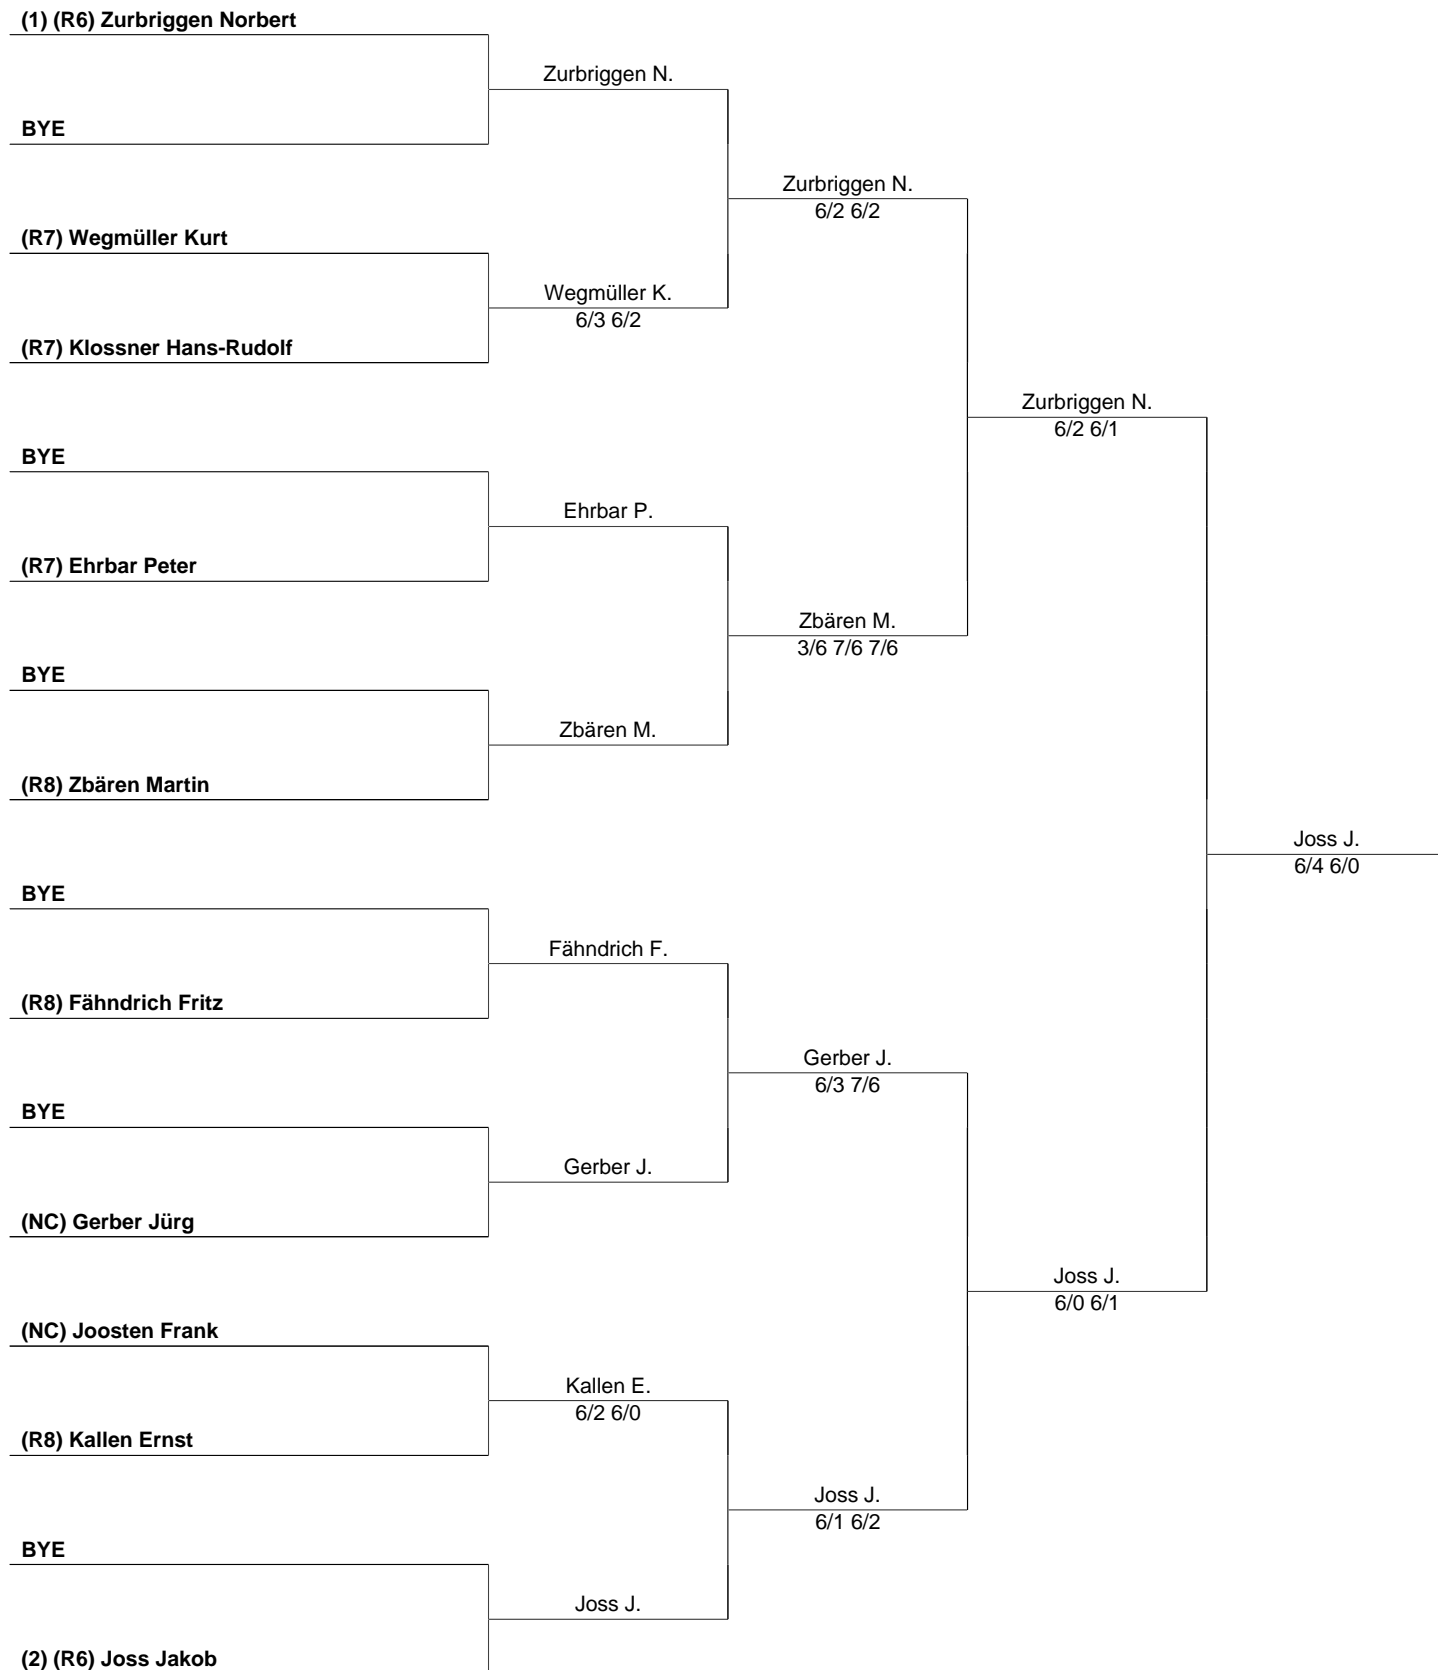 (1) (R6) Zurbriggen Norbert
Zurbriggen N.
BYE
Zurbriggen N.
6/2 6/2
(R7) Wegmüller Kurt
Wegmüller K.
6/3 6/2
(R7) Klossner Hans-Rudolf
Zurbriggen N.
6/2 6/1
BYE
Ehrbar P.
(R7) Ehrbar Peter
Zbären M.
3/6 7/6 7/6
BYE
Zbären M.
(R8) Zbären Martin
Joss J.
6/4 6/0
BYE
Fähndrich F.
(R8) Fähndrich Fritz
Gerber J.
6/3 7/6
BYE
Gerber J.
(NC) Gerber Jürg
Joss J.
6/0 6/1
(NC) Joosten Frank
Kallen E.
6/2 6/0
(R8) Kallen Ernst
Joss J.
6/1 6/2
BYE
Joss J.
(2) (R6) Joss Jakob